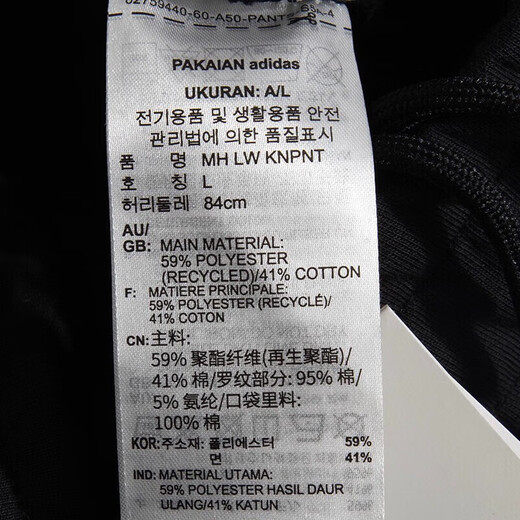 02759440-60-A50-PANT
PAKAIAN adidas
UKURAN: A/L
전기용품 및 생활용품 안전
관리법에 의한 품질표시
품 명 MH LW KNPNT
호 칭 L
허리둘레 84cm
AU/
GB: MAIN MATERIAL:
59% POLYESTER
(RECYCLED)/41% COTTON
F: MATIERE PRINCIPALE:
59% POLYESTER (RECYCLÉ)/
41% COTON
CN: 主料:
59% 聚酯纤维(再生聚酯)/
41% 棉/罗纹部分: 95% 棉/
5% 氨纶/口袋里料:
100% 棉
KOR: 주소재: 폴리에스터 59%
면 41%
IND: MATERIAL UTAMA:
59% POLYESTER HASIL DAUR
ULANG/41% KATUN